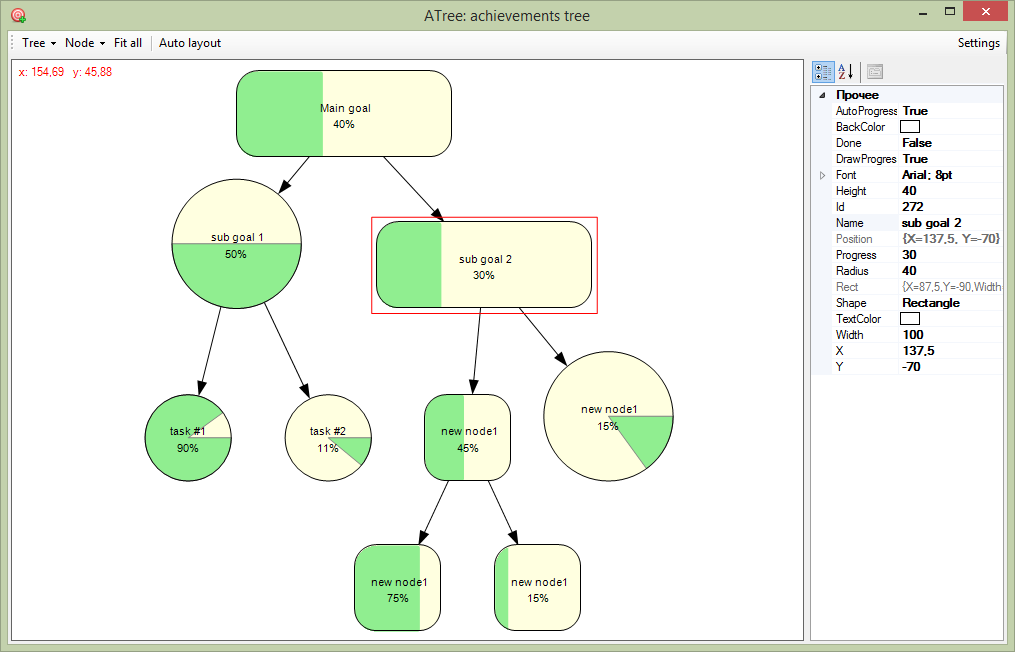 ATree: achievements tree
Tree Node Fit all Auto layout Settings
x: 154,69 y: 45,88
Main goal
40%
sub goal 1
50%
sub goal 2
30%
task #1
90%
task #2
11%
new node1
45%
new node1
15%
new node1
75%
new node1
15%
Прочее
AutoProgress True
BackColor
Done False
DrawProgres True
Font Arial; 8pt
Height 40
Id 272
Name sub goal 2
Position {X=137,5, Y=-70}
Progress 30
Radius 40
Rect {X=87,5,Y=-90,Width
Shape Rectangle
TextColor
Width 100
X 137,5
Y -70